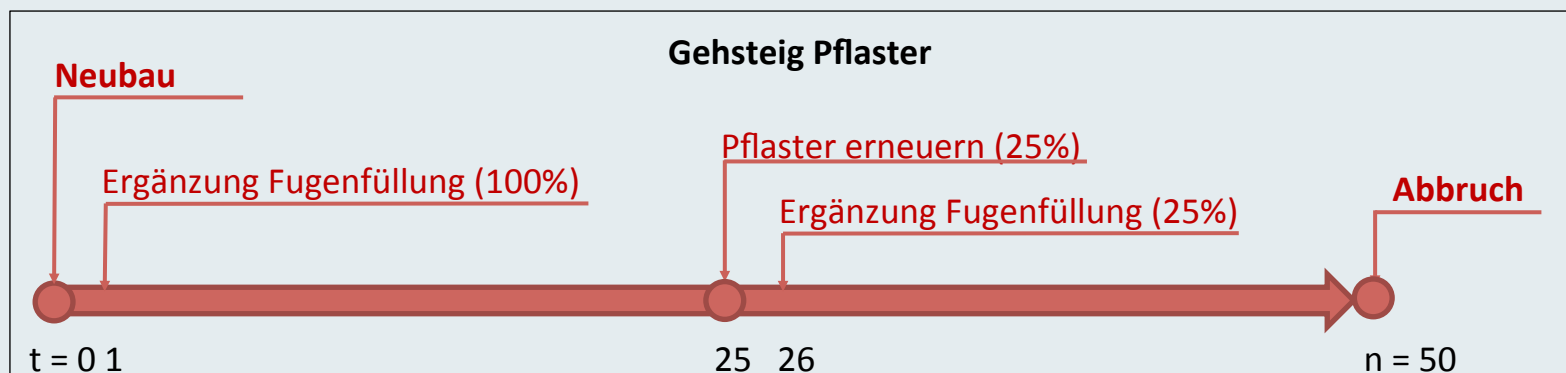 Gehsteig Pflaster
Neubau
Ergänzung Fugenfüllung (100%)
Pflaster erneuern (25%)
Ergänzung Fugenfüllung (25%)
Abbruch
t = 0 1
25
26
n = 50